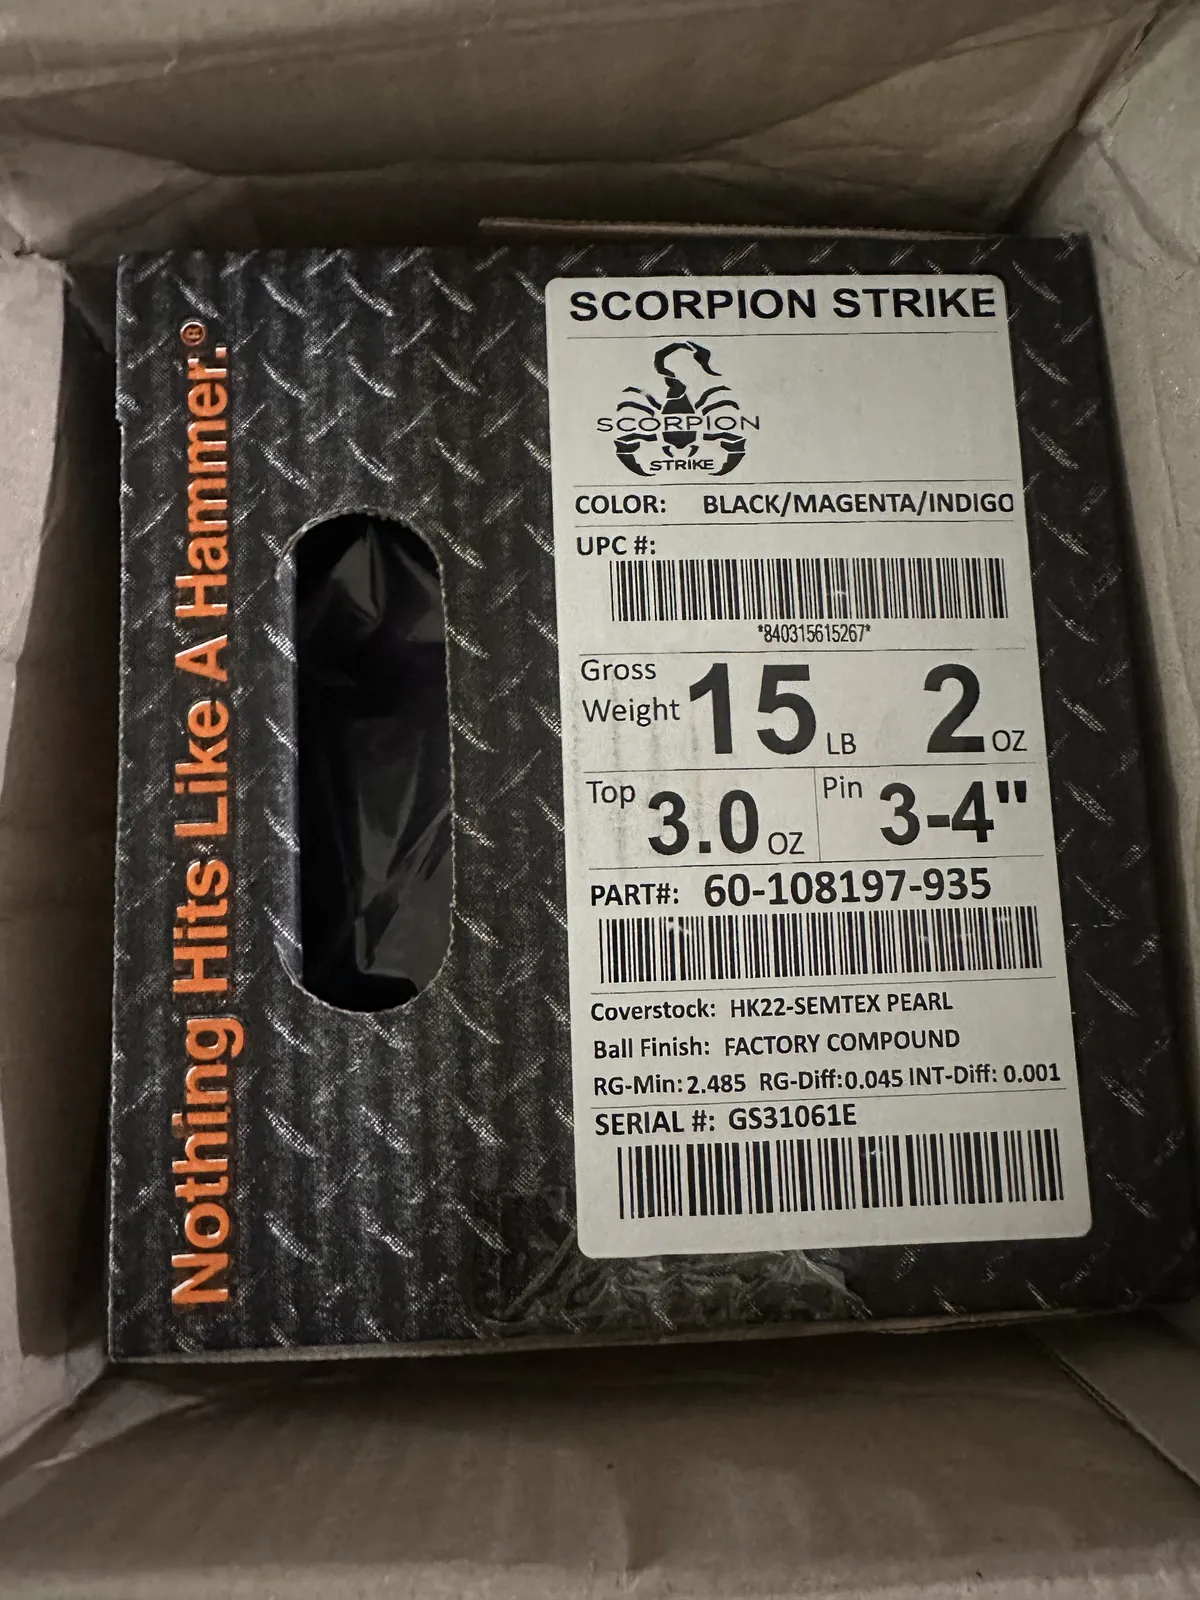 Nothing Hits Like A Hammer.®
SCORPION STRIKE
SCORPION
STRIKE
COLOR: BLACK/MAGENTA/INDIGO
UPC #:
*840315615267*
Gross Weight 15 LB 2 OZ
Top 3.0 OZ Pin 3-4"
PART#: 60-108197-935
Coverstock: HK22-SEMTEX PEARL
Ball Finish: FACTORY COMPOUND
RG-Min: 2.485 RG-Diff: 0.045 INT-Diff: 0.001
SERIAL #: GS31061E